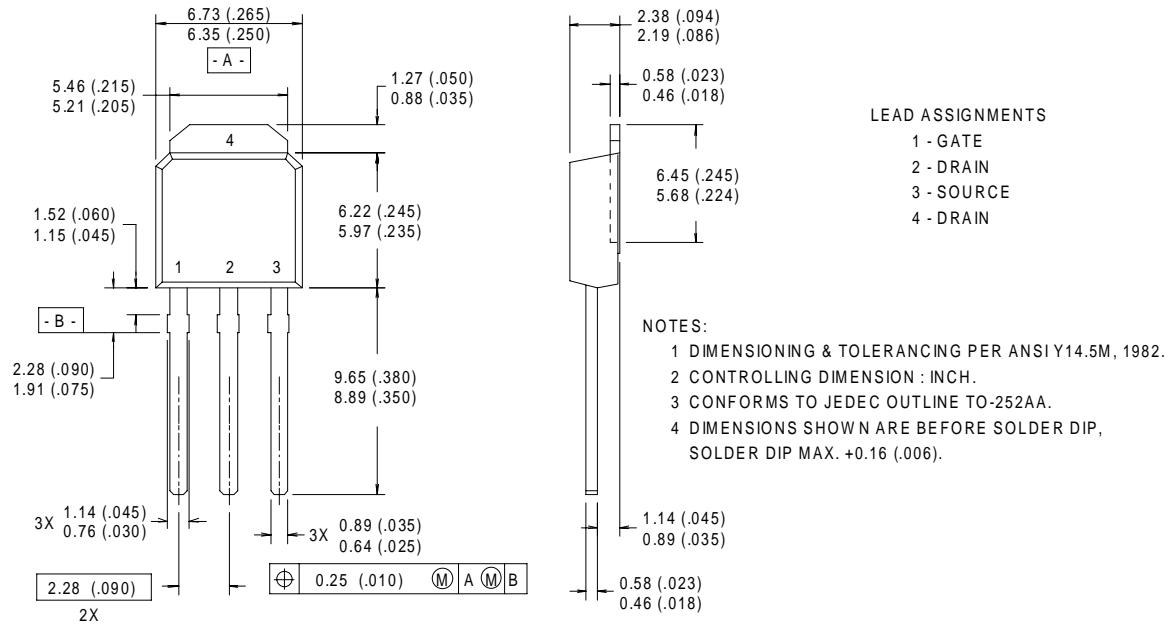 6.73 (.265)
6.35 (.250)
- A -
5.46 (.215)
5.21 (.205)
1.27 (.050)
0.88 (.035)
4
1.52 (.060)
1.15 (.045)
6.22 (.245)
5.97 (.235)
1 2 3
- B -
2.28 (.090)
1.91 (.075)
9.65 (.380)
8.89 (.350)
3X 1.14 (.045)
0.76 (.030)
3X 0.89 (.035)
0.64 (.025)
2.28 (.090)
2X
⌖ 0.25 (.010) Ⓜ A Ⓜ B
2.38 (.094)
2.19 (.086)
0.58 (.023)
0.46 (.018)
6.45 (.245)
5.68 (.224)
1.14 (.045)
0.89 (.035)
0.58 (.023)
0.46 (.018)
LEAD ASSIGNMENTS
1 - GATE
2 - DRAIN
3 - SOURCE
4 - DRAIN
NOTES:
1 DIMENSIONING & TOLERANCING PER ANSI Y14.5M, 1982.
2 CONTROLLING DIMENSION : INCH.
3 CONFORMS TO JEDEC OUTLINE TO-252AA.
4 DIMENSIONS SHOWN ARE BEFORE SOLDER DIP,
SOLDER DIP MAX. +0.16 (.006).